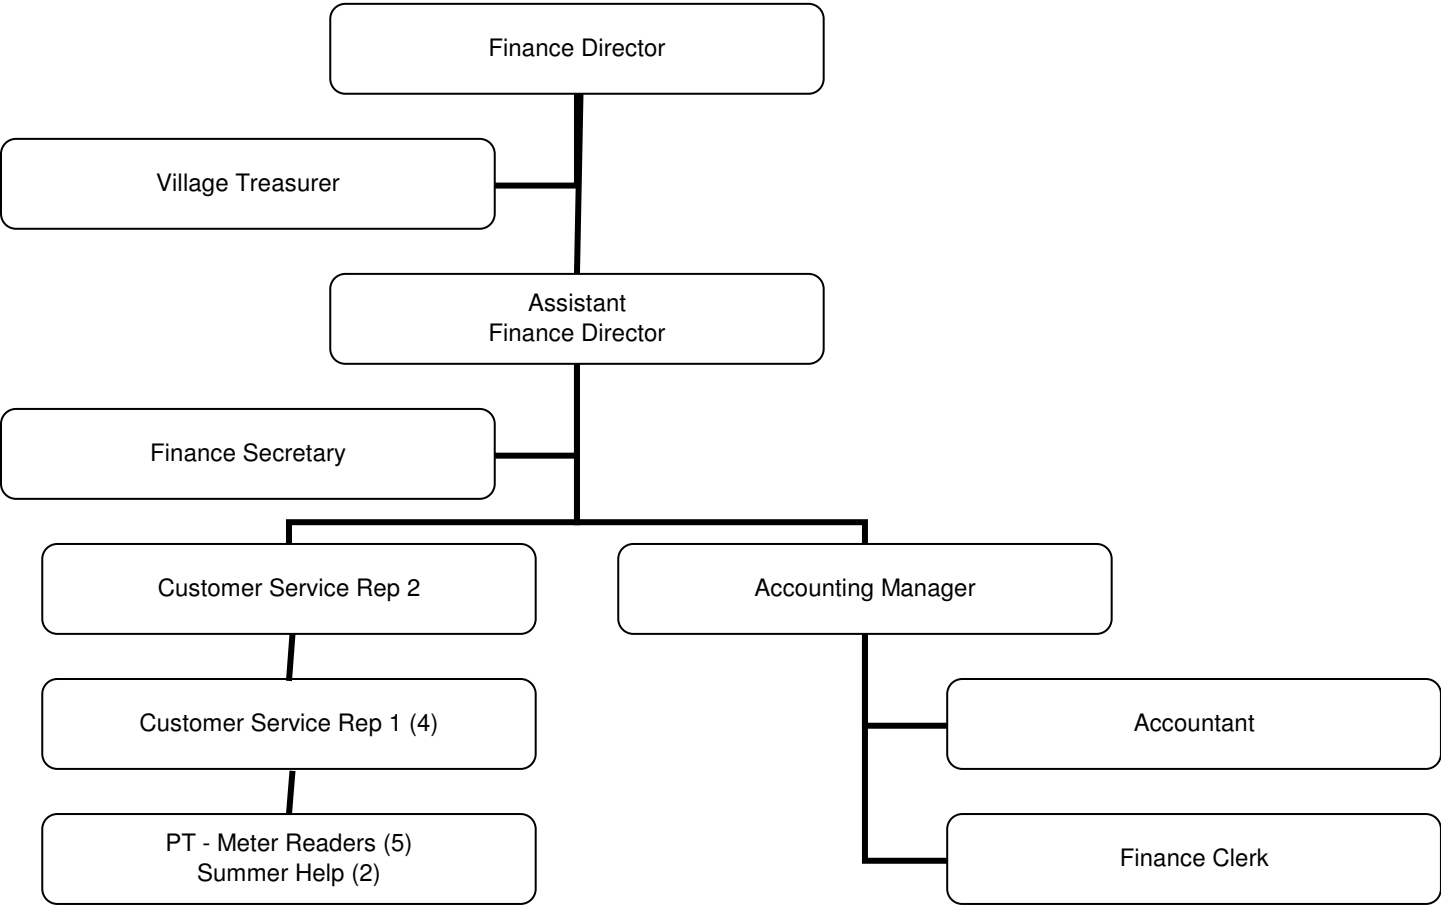 Finance Director
Village Treasurer
Assistant
Finance Director
Finance Secretary
Customer Service Rep 2
Accounting Manager
Customer Service Rep 1 (4)
Accountant
PT - Meter Readers (5)
Summer Help (2)
Finance Clerk